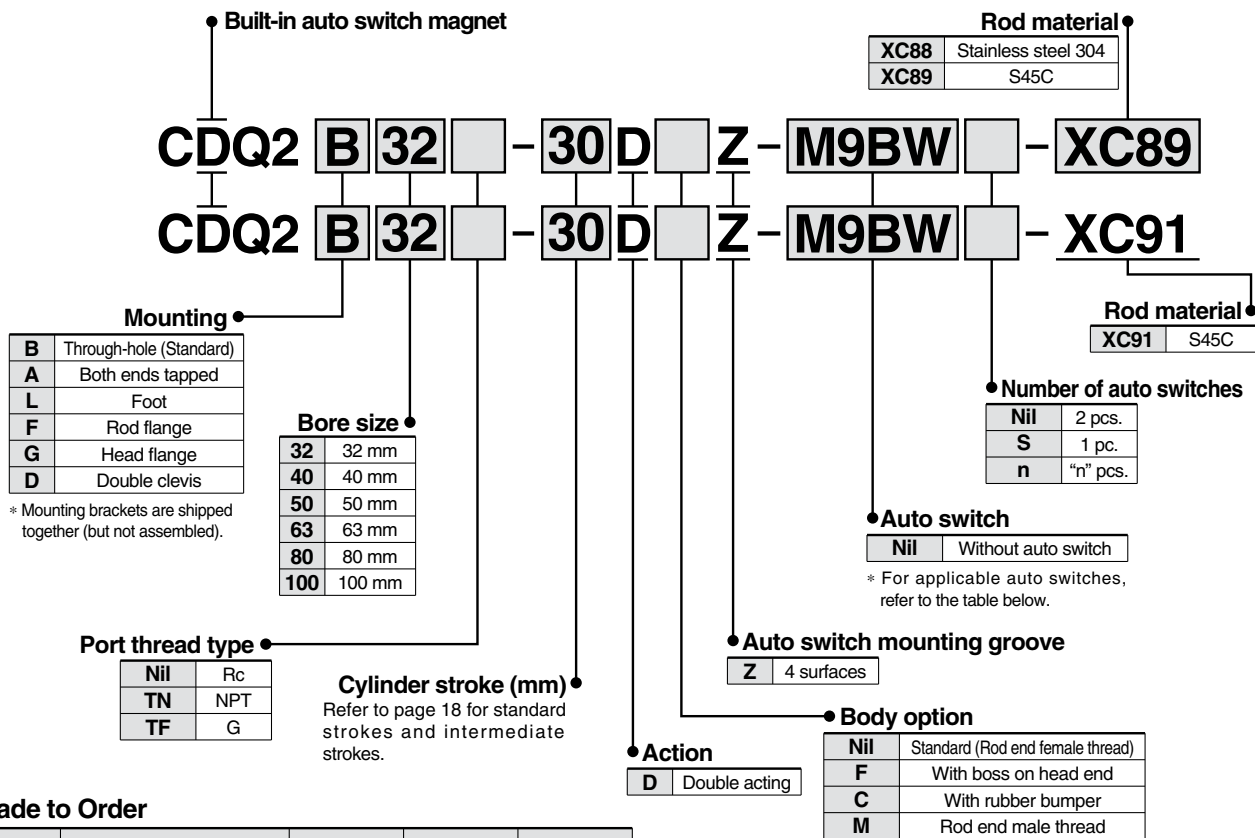 Built-in auto switch magnet
Rod material
XC88 Stainless steel 304
XC89 S45C
CDQ2 B 32 - 30 D Z - M9BW - XC89
CDQ2 B 32 - 30 D Z - M9BW - XC91
Rod material
XC91 S45C
Mounting
B Through-hole (Standard)
A Both ends tapped
L Foot
F Rod flange
G Head flange
D Double clevis
* Mounting brackets are shipped
together (but not assembled).
Bore size
32 32 mm
40 40 mm
50 50 mm
63 63 mm
80 80 mm
100 100 mm
Number of auto switches
Nil 2 pcs.
S 1 pc.
n “n” pcs.
Auto switch
Nil Without auto switch
* For applicable auto switches,
refer to the table below.
Port thread type
Nil Rc
TN NPT
TF G
Cylinder stroke (mm)
Refer to page 18 for standard
strokes and intermediate
strokes.
Auto switch mounting groove
Z 4 surfaces
Action
D Double acting
Body option
Nil Standard (Rod end female thread)
F With boss on head end
C With rubber bumper
M Rod end male thread
ade to Order